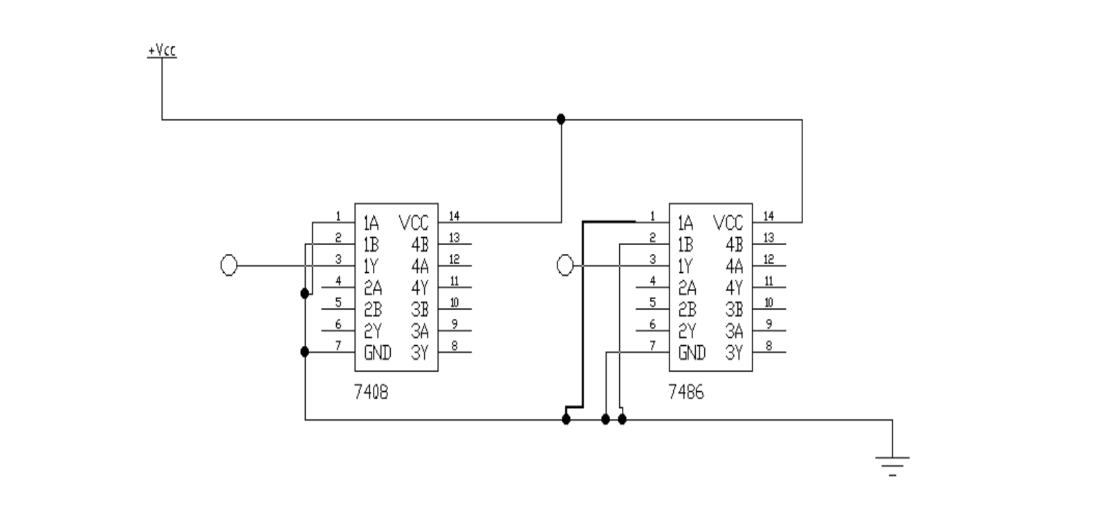 +Vcc
1 1A VCC 14
2 1B 4B 13
3 1Y 4A 12
4 2A 4Y 11
5 2B 3B 10
6 2Y 3A 9
7 GND 3Y 8
7408
1 1A VCC 14
2 1B 4B 13
3 1Y 4A 12
4 2A 4Y 11
5 2B 3B 10
6 2Y 3A 9
7 GND 3Y 8
7486